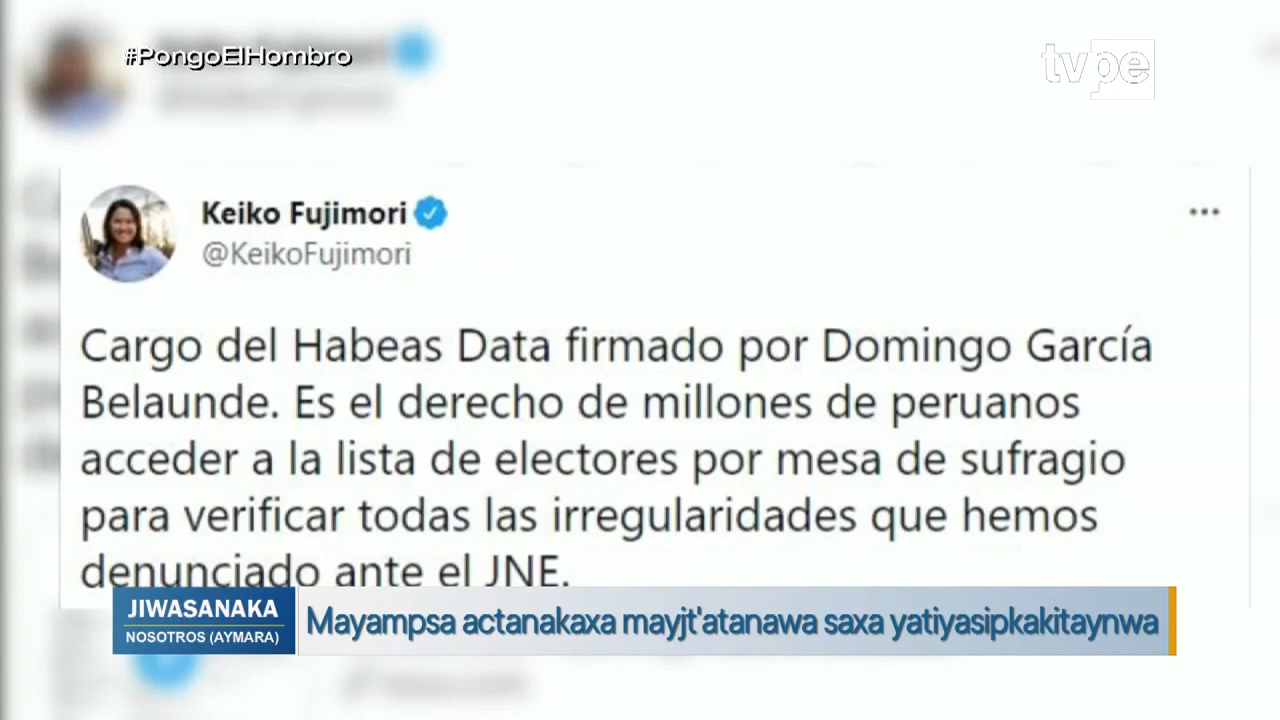 #PongoElHombro
tvpe
Keiko Fujimori
@KeikoFujimori
Cargo del Habeas Data firmado por Domingo García
Belaunde. Es el derecho de millones de peruanos
acceder a la lista de electores por mesa de sufragio
para verificar todas las irregularidades que hemos
denunciado ante el JNE.
JIWASANAKA
NOSOTROS (AYMARA)
Mayampsa actanakaxa mayjt'atanawa saxa yatiyasipkakitaynwa